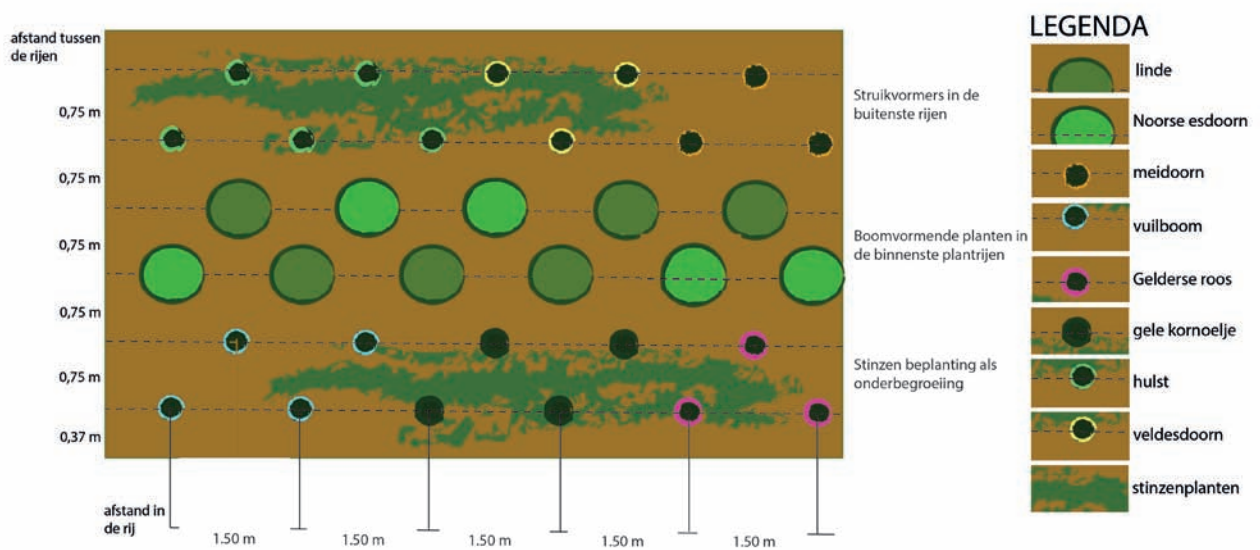 afstand tussen
de rijen
0,75 m
0,75 m
0,75 m
0,75 m
0,75 m
0,37 m
afstand in
de rij
1.50 m
1.50 m
1.50 m
1.50 m
1.50 m
Struikvormers in de
buitenste rijen
Boomvormende planten in
de binnenste plantrijen
Stinzen beplanting als
onderbegroeiing
LEGENDA
linde
Noorse esdoorn
meidoorn
vuilboom
Gelderse roos
gele kornoelje
hulst
veldesdoorn
stinzenplanten